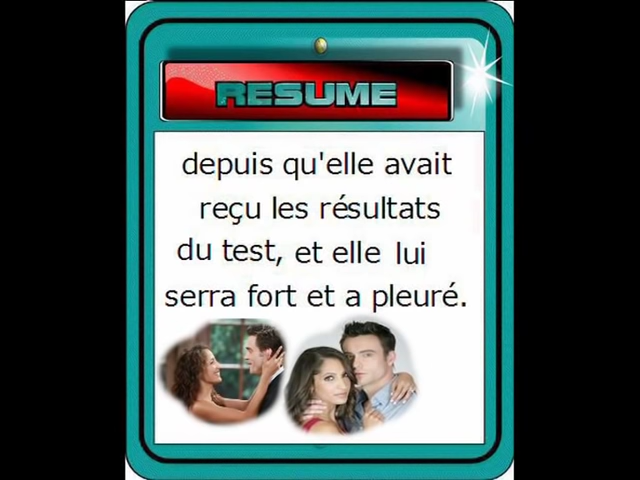 RESUME
depuis qu'elle avait
reçu les résultats
du test, et elle lui
serra fort et a pleuré.